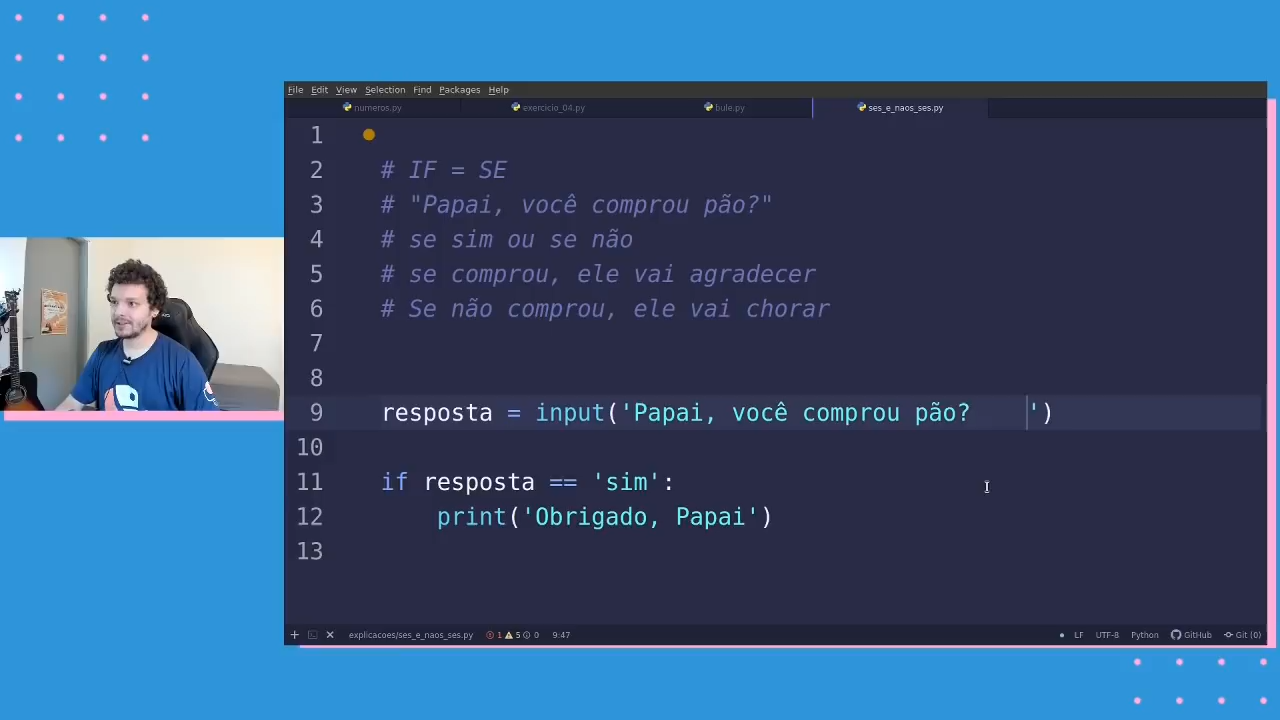 File Edit View Selection Find Packages Help
numeros.py exercicio_04.py bule.py ses_e_naos_ses.py
1
2 # IF = SE
3 # "Papai, você comprou pão?"
4 # se sim ou se não
5 # se comprou, ele vai agradecer
6 # Se não comprou, ele vai chorar
7
8
9 resposta = input('Papai, você comprou pão?    ')
10
11 if resposta == 'sim':
12     print('Obrigado, Papai')
13
explicacoes/ses_e_naos_ses.py 1 5 0 9:47 LF UTF-8 Python GitHub Git (0)